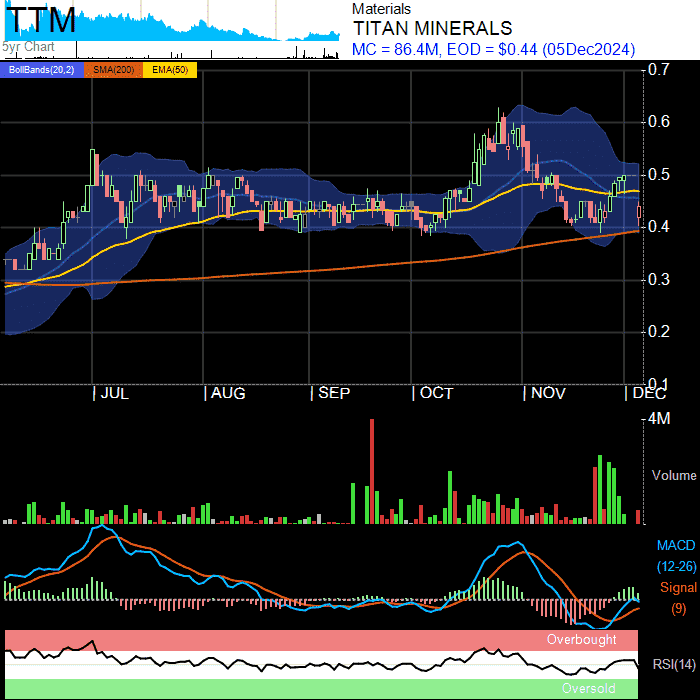 TTM
5yr Chart
Materials
TITAN MINERALS
MC = 86.4M, EOD = $0.44 (05Dec2024)
BollBands(20,2) SMA(200) EMA(50)
0.7
0.6
0.5
0.4
0.3
0.2
0.1
JUL AUG SEP OCT NOV DEC
4M
Volume
MACD
(12-26)
Signal
(9)
Overbought
RSI(14)
Oversold